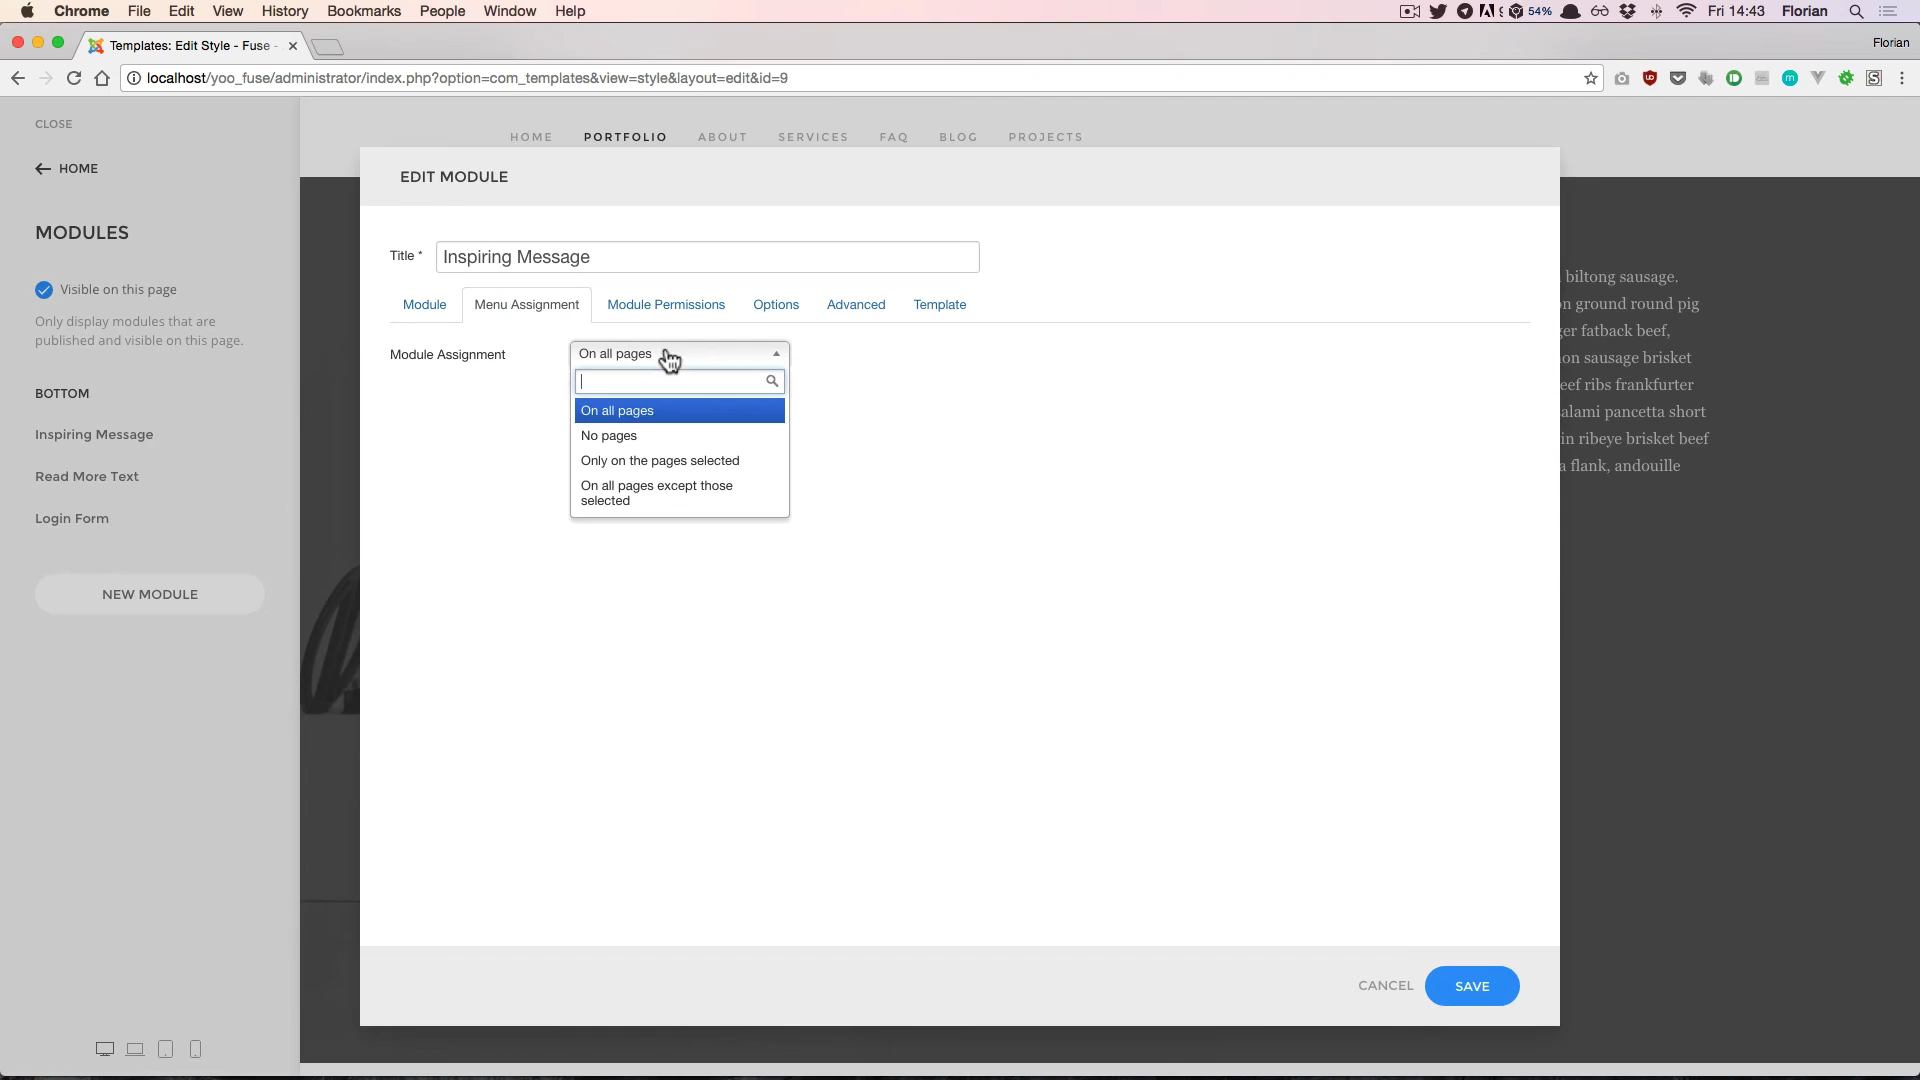 Chrome File Edit View History Bookmarks People Window Help
54% Fri 14:43 Florian
Templates: Edit Style - Fuse -
Florian
localhost/yoo_fuse/administrator/index.php?option=com_templates&view=style&layout=edit&id=9
CLOSE
HOME
MODULES
Visible on this page
Only display modules that are
published and visible on this page.
BOTTOM
Inspiring Message
Read More Text
Login Form
NEW MODULE
HOME PORTFOLIO ABOUT SERVICES FAQ BLOG PROJECTS
EDIT MODULE
Title * Inspiring Message
Module Menu Assignment Module Permissions Options Advanced Template
Module Assignment On all pages
On all pages
No pages
Only on the pages selected
On all pages except those
selected
CANCEL SAVE
biltong sausage.
ground round pig
fatback beef,
sausage brisket
ribs frankfurter
pancetta short
ribeye brisket beef
flank, andouille